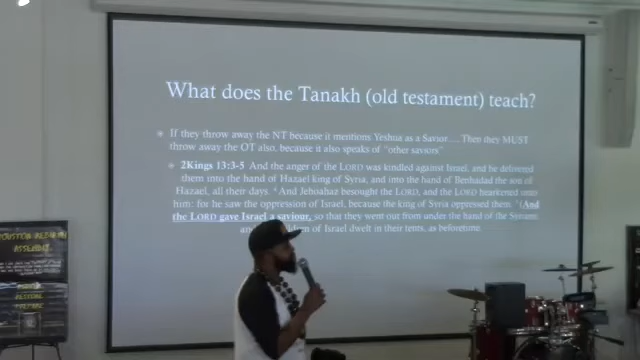 What does the Tanakh (old testament) teach?
If they throw away the NT because it mentions Yeshua as a Savior.... Then they MUST
throw away the OT also, because it also speaks of "other saviors"
2Kings 13:3-5 And the anger of the LORD was kindled against Israel, and he delivered
them into the hand of Hazael king of Syria, and into the hand of Benhadad the son of
Hazael, all their days. 4 And Jehoahaz besought the LORD, and the LORD hearkened unto
him: for he saw the oppression of Israel, because the king of Syria oppressed them. 5 (And
the LORD gave Israel a saviour, so that they went out from under the hand of the Syrians:
of Israel dwelt in their tents, as beforetime.
ASSEMBLY